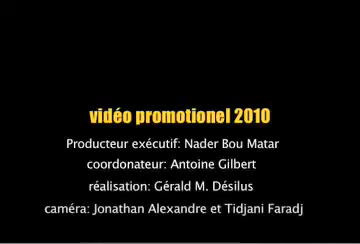 vidéo promotionel 2010
Producteur exécutif: Nader Bou Matar
coordonateur: Antoine Gilbert
réalisation: Gérald M. Désilus
caméra: Jonathan Alexandre et Tidjani Faradj